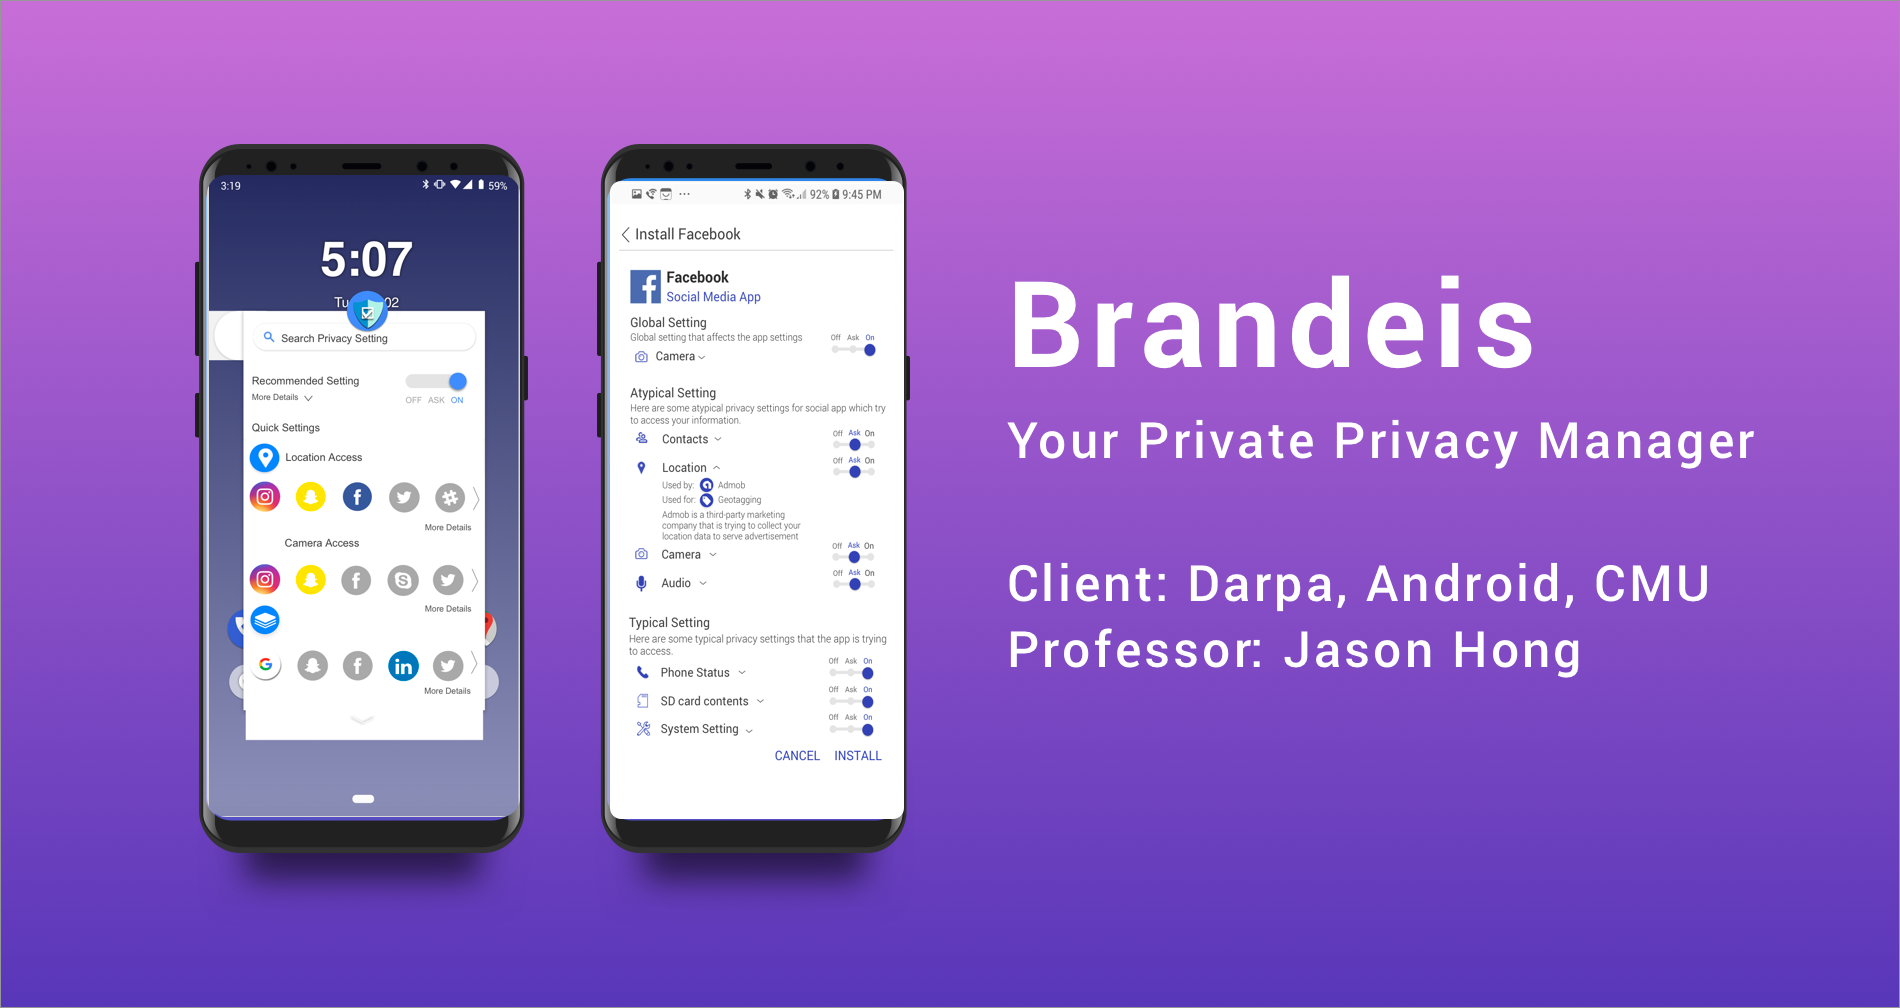 3:19
59%
5:07
Tu 02
Search Privacy Setting
Recommended Setting
More Details
OFF ASK ON
Quick Settings
Location Access
More Details
Camera Access
More Details
More Details
92% 9:45 PM
Install Facebook
Facebook
Social Media App
Global Setting
Global setting that affects the app settings
Off Ask On
Camera
Atypical Setting
Here are some atypical privacy settings for social app which try
to access your information.
Off Ask On
Contacts
Off Ask On
Location
Used by: Admob
Used for: Geotagging
Admob is a third-party marketing
company that is trying to collect your
location data to serve advertisement
Off Ask On
Camera
Off Ask On
Audio
Typical Setting
Here are some typical privacy settings that the app is trying
to access.
Off Ask On
Phone Status
Off Ask On
SD card contents
Off Ask On
System Setting
CANCEL INSTALL
Brandeis
Your Private Privacy Manager
Client: Darpa, Android, CMU
Professor: Jason Hong